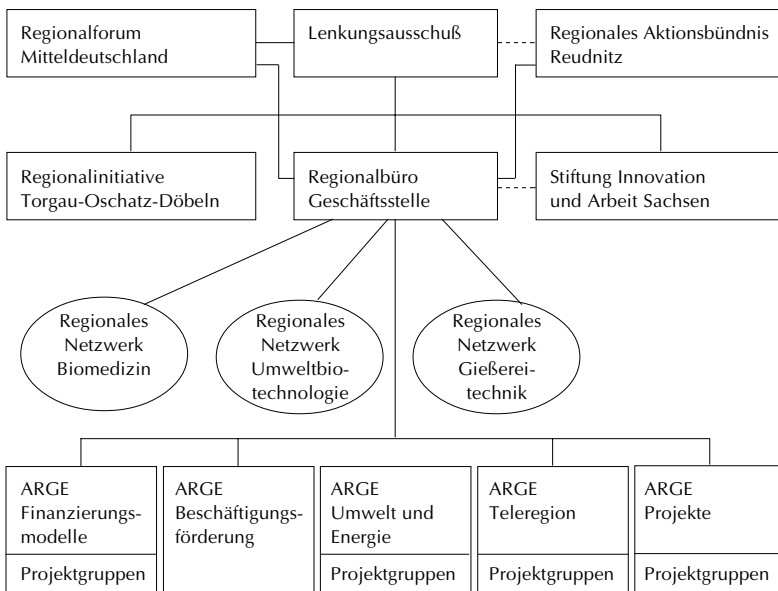 Regionalforum
Mitteldeutschland
Lenkungsausschuß
Regionales Aktionsbündnis
Reudnitz
Regionalinitiative
Torgau-Oschatz-Döbeln
Regionalbüro
Geschäftsstelle
Stiftung Innovation
und Arbeit Sachsen
Regionales
Netzwerk
Biomedizin
Regionales
Netzwerk
Umweltbio-
technologie
Regionales
Netzwerk
Gießerei-
technik
ARGE
Finanzierungs-
modelle
Projektgruppen
ARGE
Beschäftigungs-
förderung
ARGE
Umwelt und
Energie
Projektgruppen
ARGE
Teleregion
Projektgruppen
ARGE
Projekte
Projektgruppen